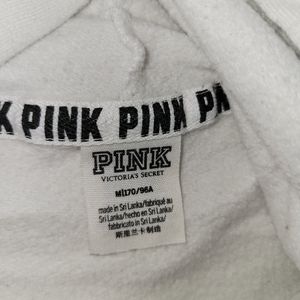 K PINK PINK PIN
PINK
VICTORIA'S SECRET
M|170/96A
made in
Sri Lanka/fabriqué au
Sri Lanka/hecho en Sri
Lanka/fabbricato in
Sri Lanka/
斯里兰卡制造